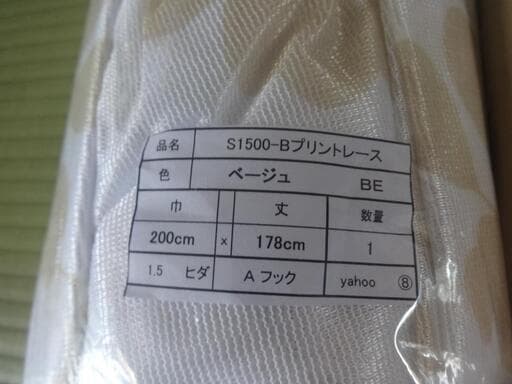 品名 S1500-Bプリントレース
色 ベージュ BE
巾 丈 数量
200cm × 178cm 1
1.5 ヒダ Aフック yahoo ⑧